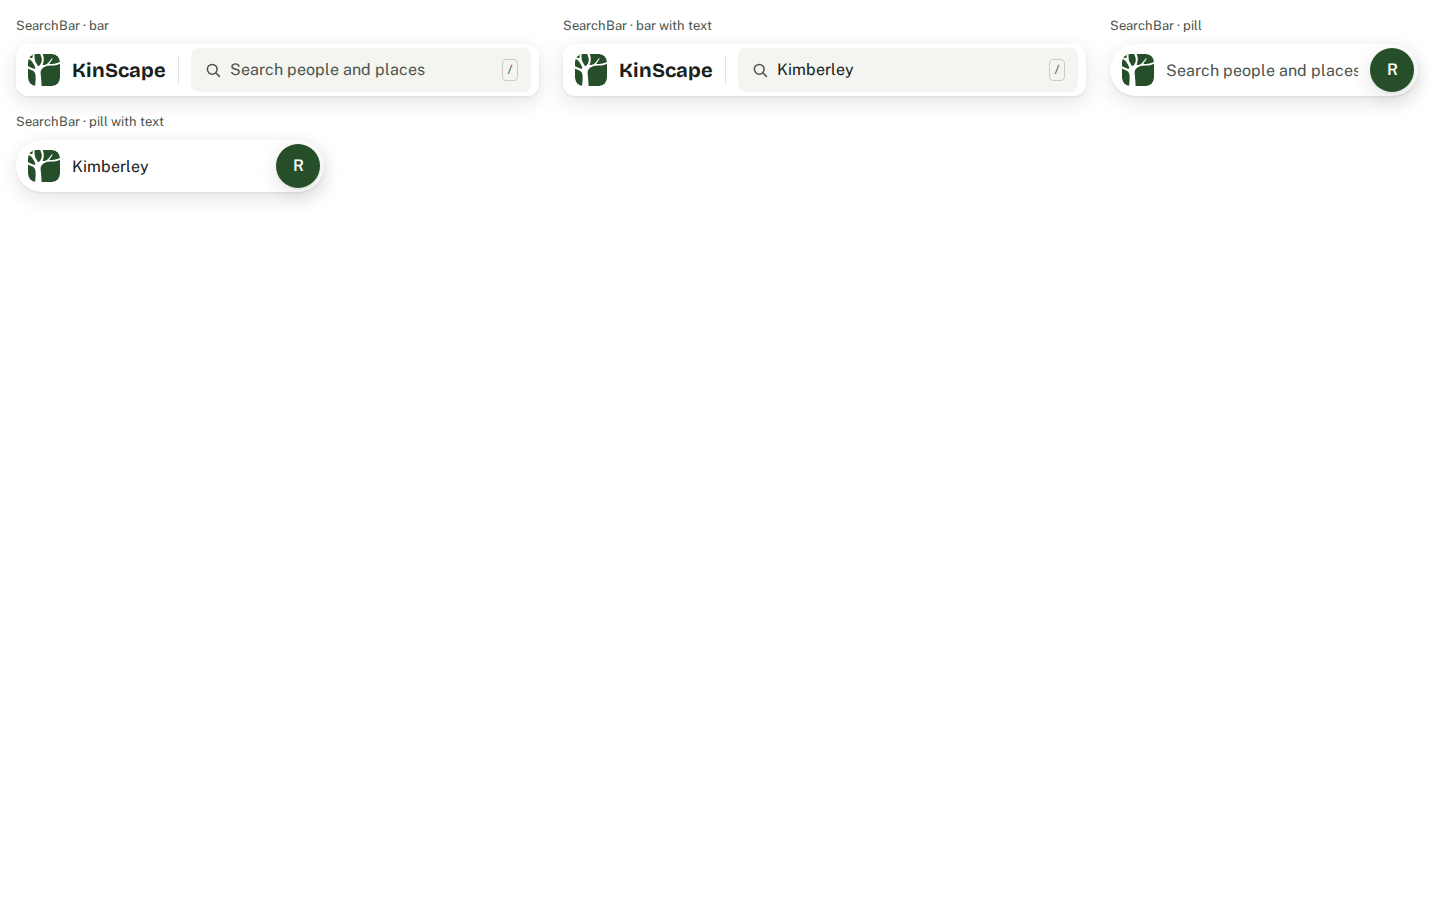 SearchBar · bar
KinScape
Search people and places
/
SearchBar · bar with text
KinScape
Kimberley
/
SearchBar · pill
Search people and places
R
SearchBar · pill with text
Kimberley
R